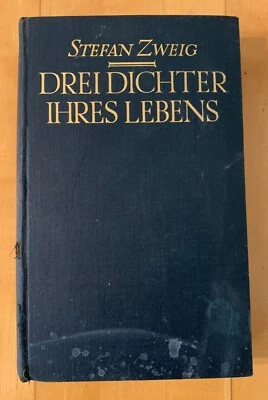 STEFAN ZWEIG
DREI DICHTER
IHRES LEBENS